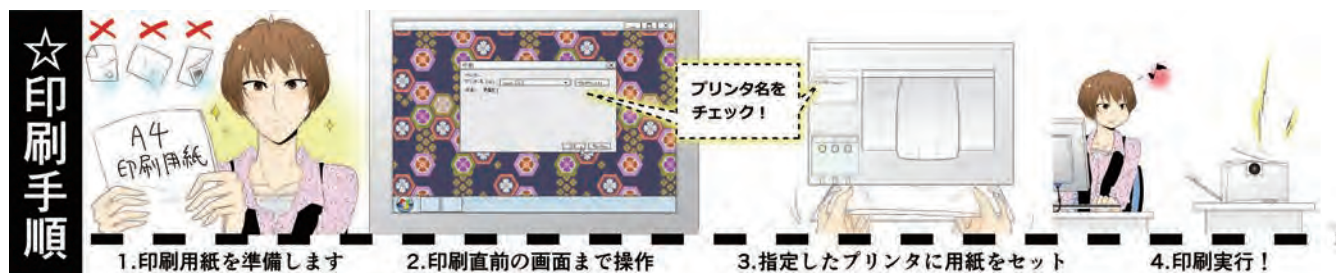 ☆印刷手順
A4
印刷用紙
プリンタ名を
チェック！
1.印刷用紙を準備します
2.印刷直前の画面まで操作
3.指定したプリンタに用紙をセット
4.印刷実行！